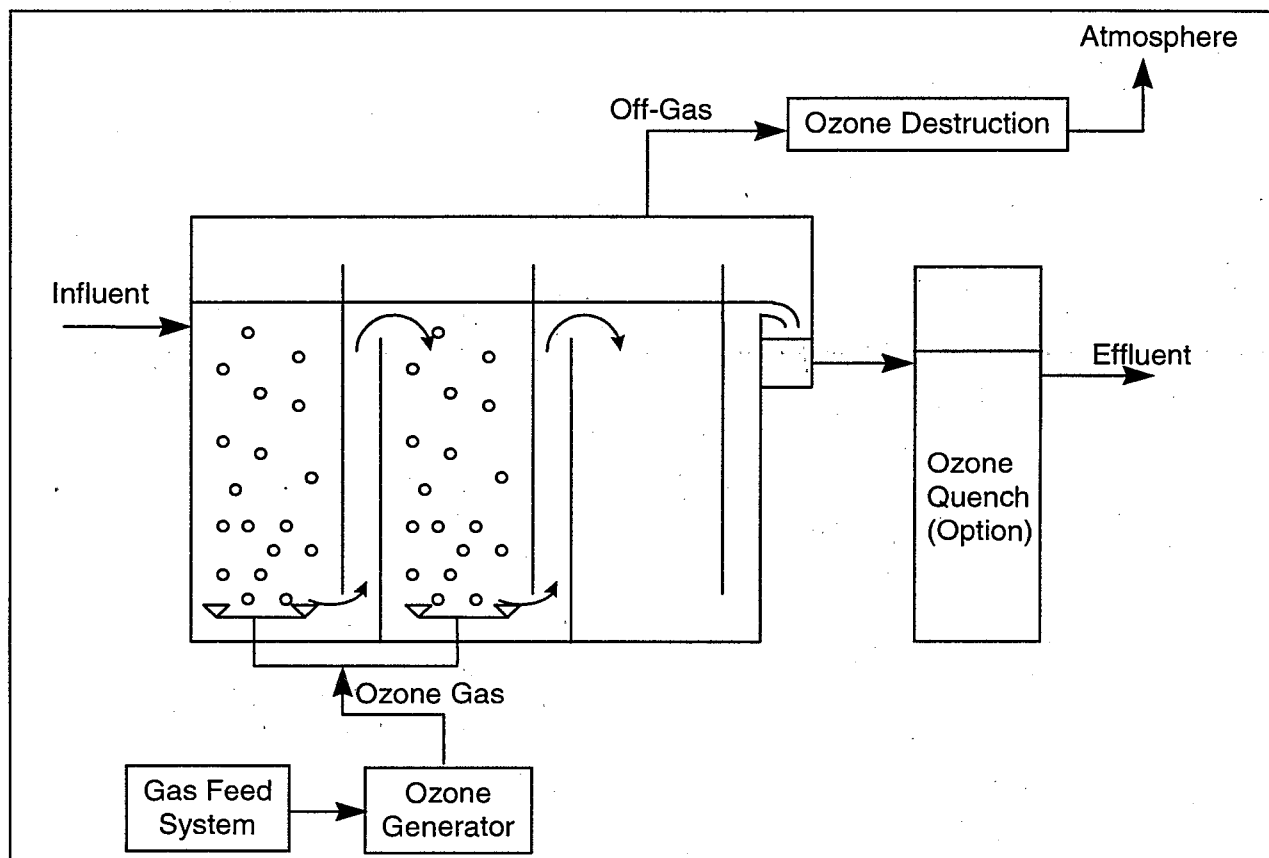 Atmosphere
Off-Gas
Ozone Destruction
Influent
Effluent
Ozone
Quench
(Option)
Ozone Gas
Gas Feed
System
Ozone
Generator